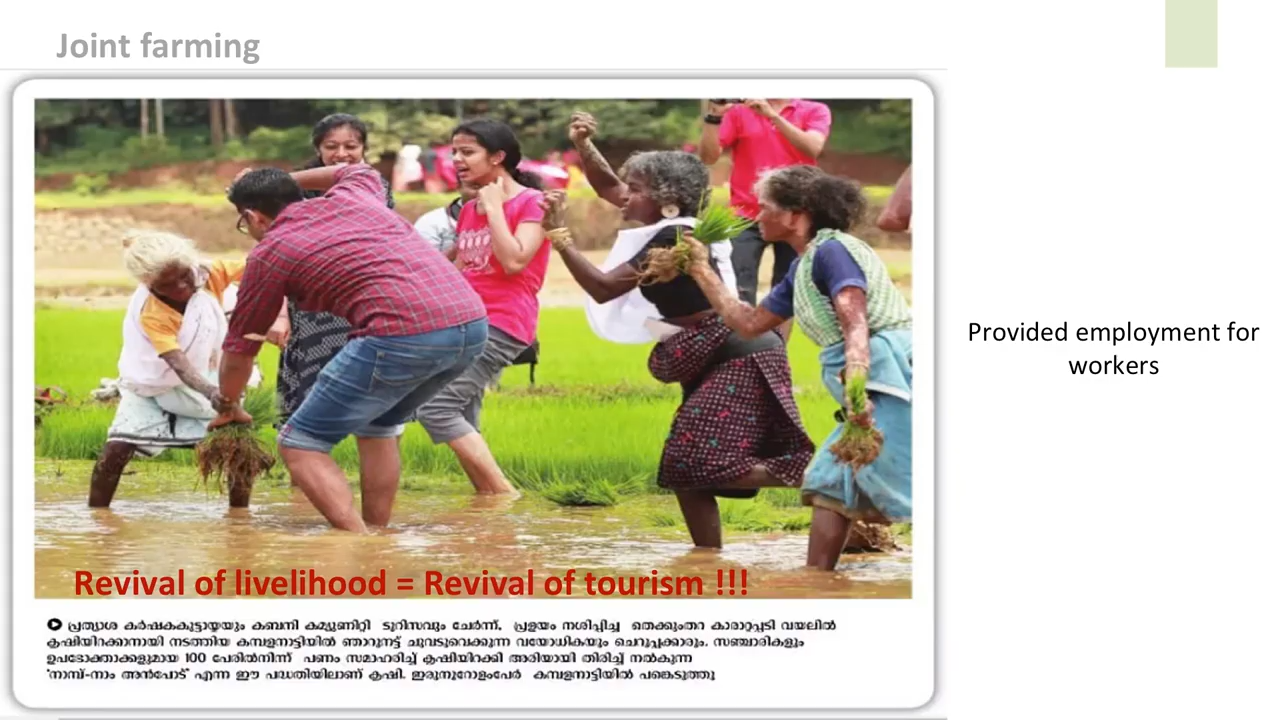 Joint farming
Provided employment for
workers
Revival of livelihood = Revival of tourism !!!
പ്രത്യാശ കർഷകകൂട്ടായ്മയും കബനി കമ്യൂണിറ്റി ടൂറിസവും ചേർന്ന്, പ്രളയം നശിപ്പിച്ച തെക്കുംതറ കാരാറ്റപ്പടി വയലിൽ
കൃഷിയിറക്കാനായി നടത്തിയ കമ്പളനാട്ടിയിൽ ഞാറുനട്ട് ചുവടുവെക്കുന്ന വയോധികയും ചെറുപ്പക്കാരും. സഞ്ചാരികളും
ഉപഭോക്താക്കളുമായ 100 പേരിൽനിന്ന് പണം സമാഹരിച്ച് കൃഷിയിറക്കി അരിയായി തിരിച്ച് നൽകുന്ന
'നാമ്പ്-നാം അൻപോട്' എന്ന ഈ പദ്ധതിയിലാണ് കൃഷി. ഇരുനൂറോളംപേർ കമ്പളനാട്ടിയിൽ പങ്കെടുത്തു